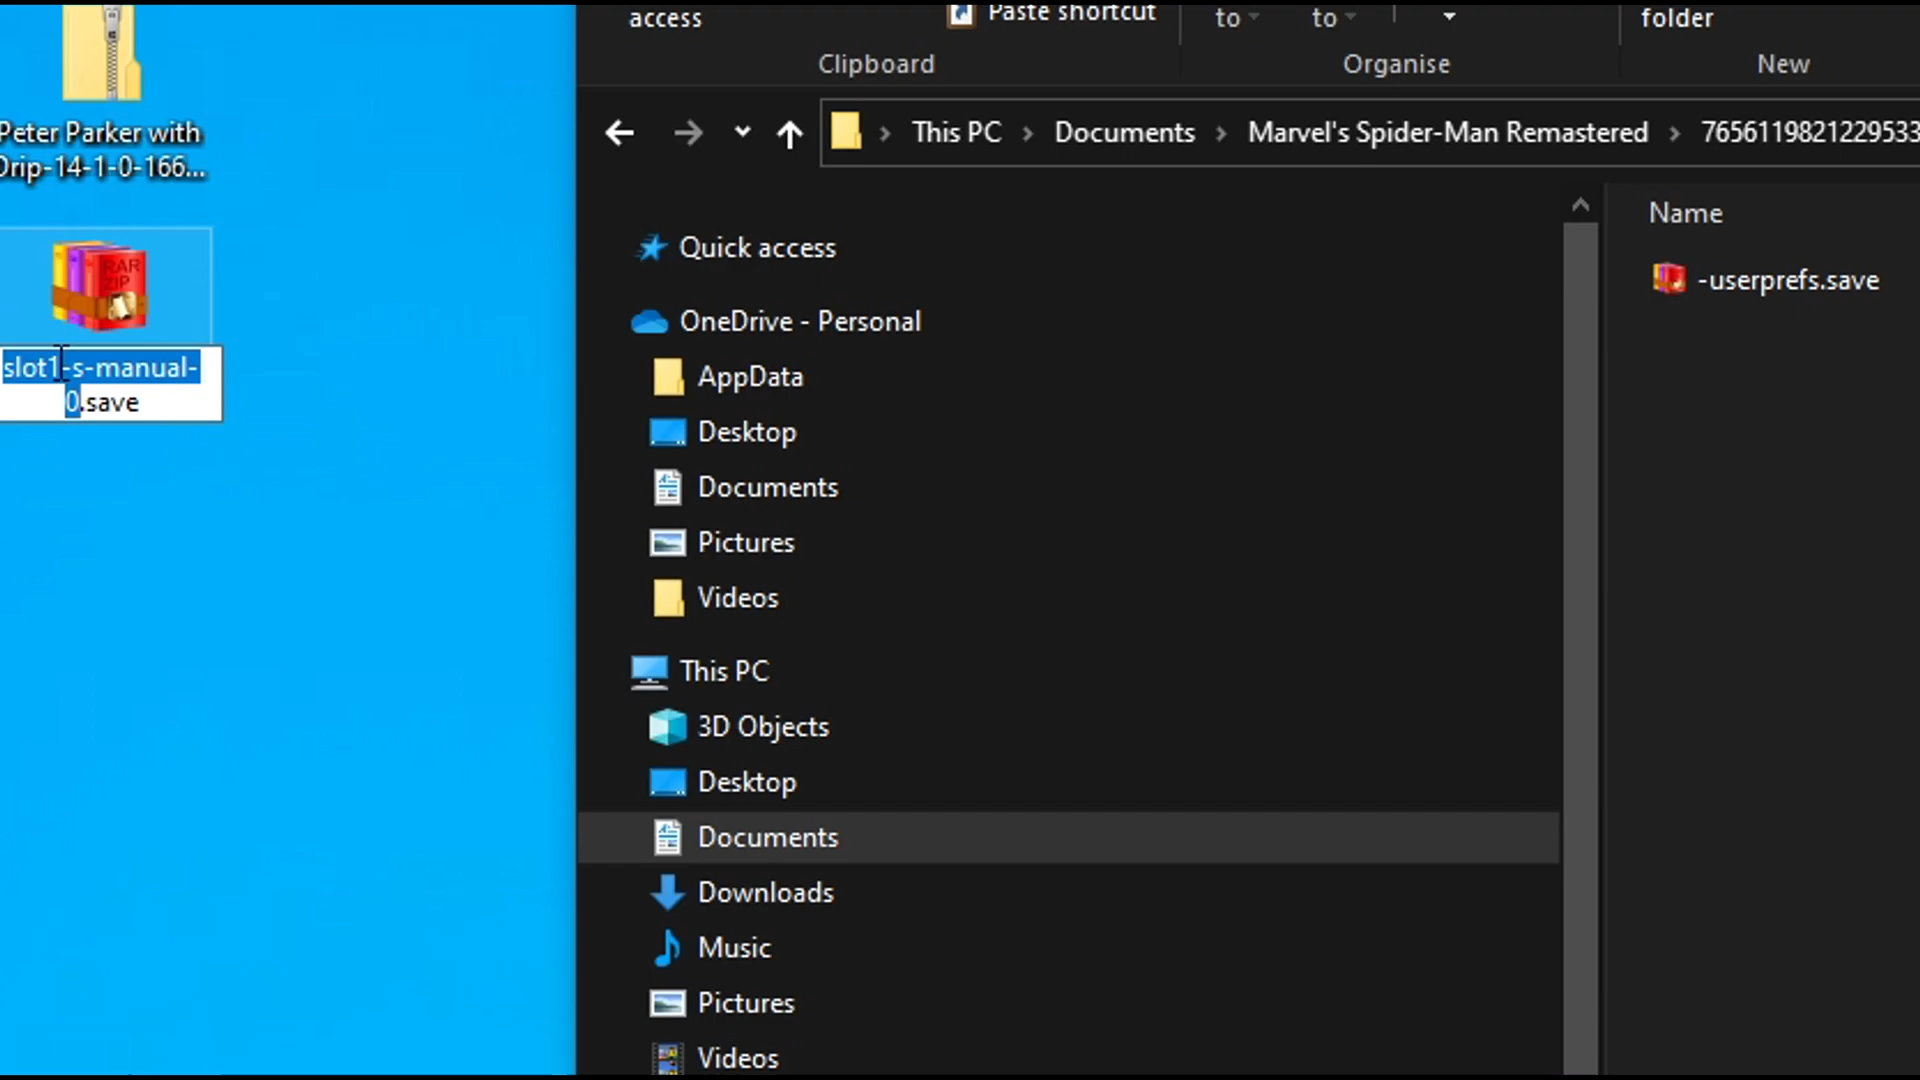 Peter Parker with
Drip-14-1-0-166...
slot1-s-manual-
0.save
access
Paste shortcut
to
to
folder
Clipboard
Organise
New
This PC
Documents
Marvel's Spider-Man Remastered
7656119821229533
Name
-userprefs.save
Quick access
OneDrive - Personal
AppData
Desktop
Documents
Pictures
Videos
This PC
3D Objects
Desktop
Documents
Downloads
Music
Pictures
Videos
RAR
ZIP